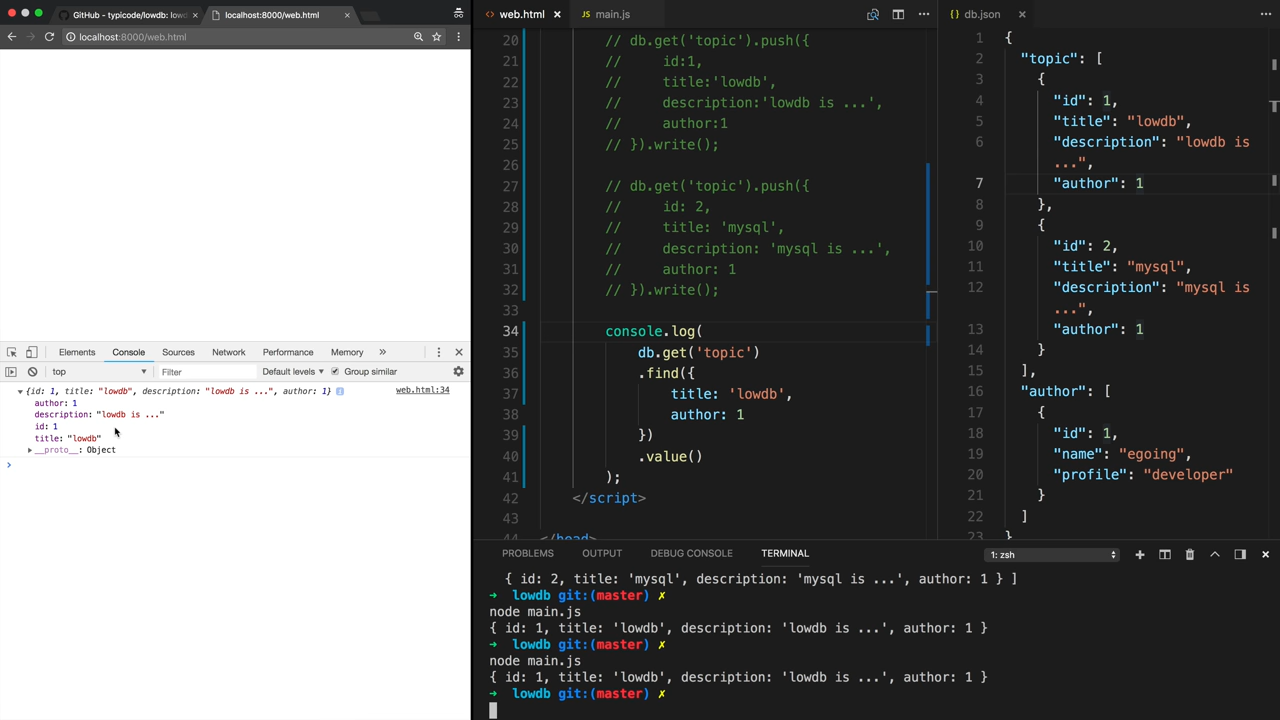 GitHub - typicode/lowdb: lowd
localhost:8000/web.html
localhost:8000/web.html
Elements
Console
Sources
Network
Performance
Memory
»
top
Filter
Default levels
Group similar
{id: 1, title: "lowdb", description: "lowdb is ...", author: 1}
web.html:34
author: 1
description: "lowdb is ..."
id: 1
title: "lowdb"
__proto__: Object
web.html
JS main.js
20 // db.get('topic').push({
21 // id:1,
22 // title:'lowdb',
23 // description:'lowdb is ...',
24 // author:1
25 // }).write();
26
27 // db.get('topic').push({
28 // id: 2,
29 // title: 'mysql',
30 // description: 'mysql is ...',
31 // author: 1
32 // }).write();
33
34 console.log(
35 db.get('topic')
36 .find({
37 title: 'lowdb',
38 author: 1
39 })
40 .value()
41 );
42 </script>
43
44 </head>
{} db.json
1 {
2 "topic": [
3 {
4 "id": 1,
5 "title": "lowdb",
6 "description": "lowdb is
...",
7 "author": 1
8 },
9 {
10 "id": 2,
11 "title": "mysql",
12 "description": "mysql is
...",
13 "author": 1
14 }
15 ],
16 "author": [
17 {
18 "id": 1,
19 "name": "egoing",
20 "profile": "developer"
21 }
22 ]
23 }
PROBLEMS
OUTPUT
DEBUG CONSOLE
TERMINAL
1: zsh
{ id: 2, title: 'mysql', description: 'mysql is ...', author: 1 } ]
➜ lowdb git:(master) ✗
node main.js
{ id: 1, title: 'lowdb', description: 'lowdb is ...', author: 1 }
➜ lowdb git:(master) ✗
node main.js
{ id: 1, title: 'lowdb', description: 'lowdb is ...', author: 1 }
➜ lowdb git:(master) ✗